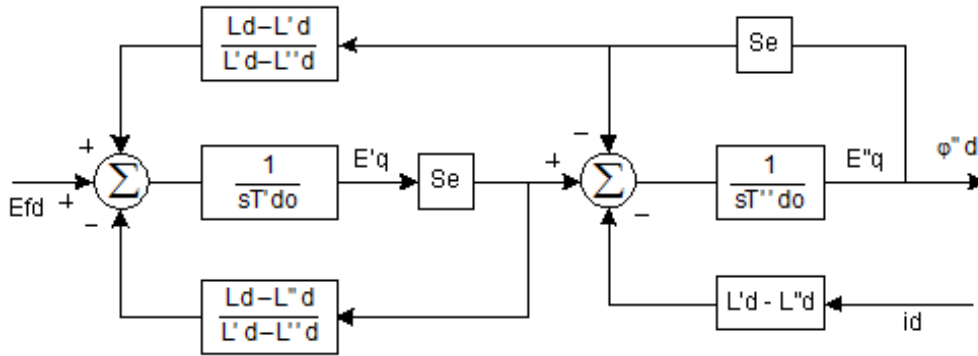 Ld–L'd
L'd–L''d
Se
+
–
+
–
Efd
+
Σ
1
sT'do
E'q
Se
+
Σ
–
1
sT''do
E"q
φ"d
Ld–L"d
L'd–L''d
L'd - L"d
id